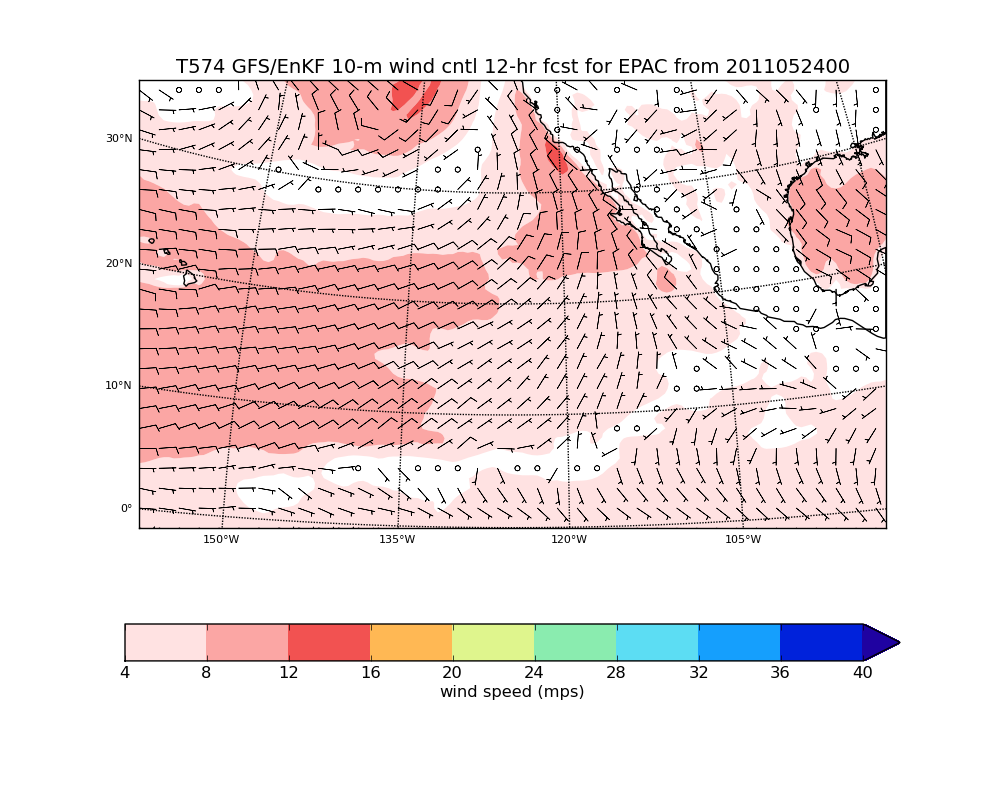 T574 GFS/EnKF 10-m wind cntl 12-hr fcst for EPAC from 2011052400
30°N
20°N
10°N
0°
150°W 135°W 120°W 105°W
4 8 12 16 20 24 28 32 36 40
wind speed (mps)